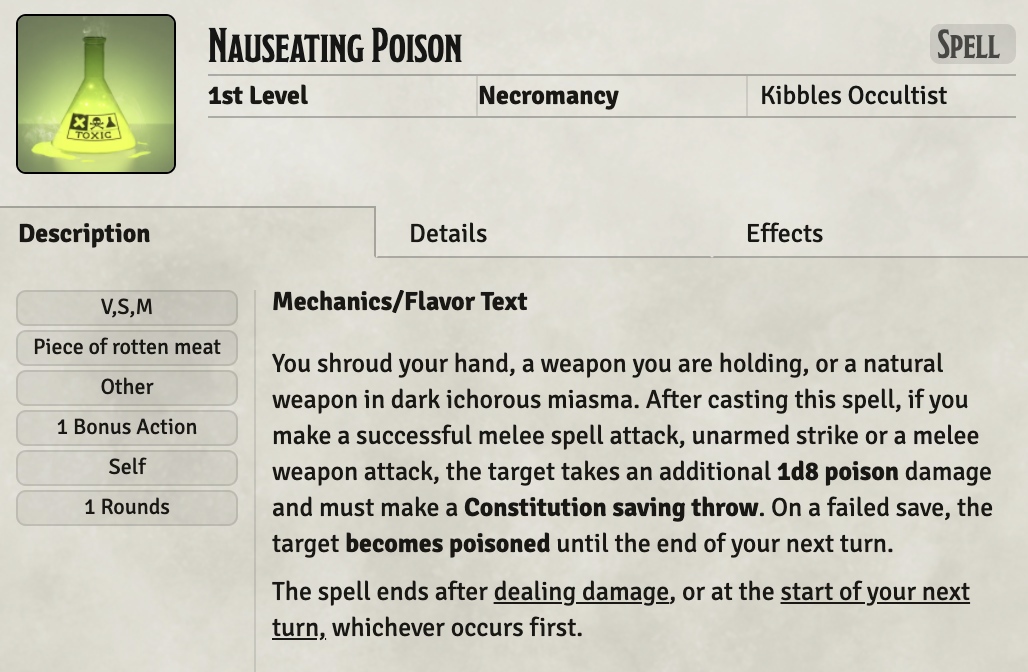 NAUSEATING POISON
SPELL
1st Level
Necromancy
Kibbles Occultist
TOXIC
Description
Details
Effects
V,S,M
Piece of rotten meat
Other
1 Bonus Action
Self
1 Rounds
Mechanics/Flavor Text
You shroud your hand, a weapon you are holding, or a natural
weapon in dark ichorous miasma. After casting this spell, if you
make a successful melee spell attack, unarmed strike or a melee
weapon attack, the target takes an additional 1d8 poison damage
and must make a Constitution saving throw. On a failed save, the
target becomes poisoned until the end of your next turn.
The spell ends after dealing damage, or at the start of your next
turn, whichever occurs first.